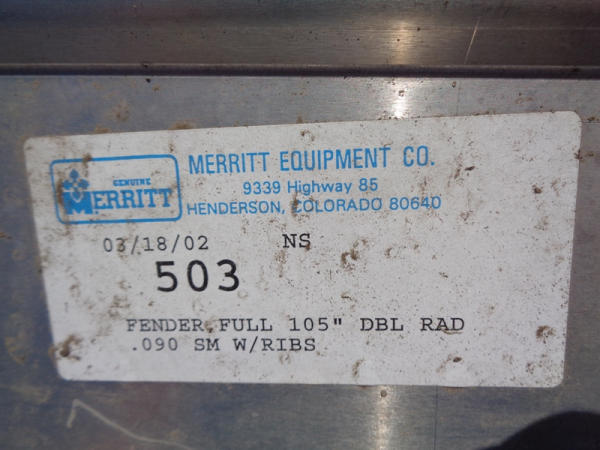 GENUINE
MERRITT
MERRITT EQUIPMENT CO.
9339 Highway 85
HENDERSON, COLORADO 80640
03/18/02 NS
503
FENDER FULL 105" DBL RAD
.090 SM W/RIBS